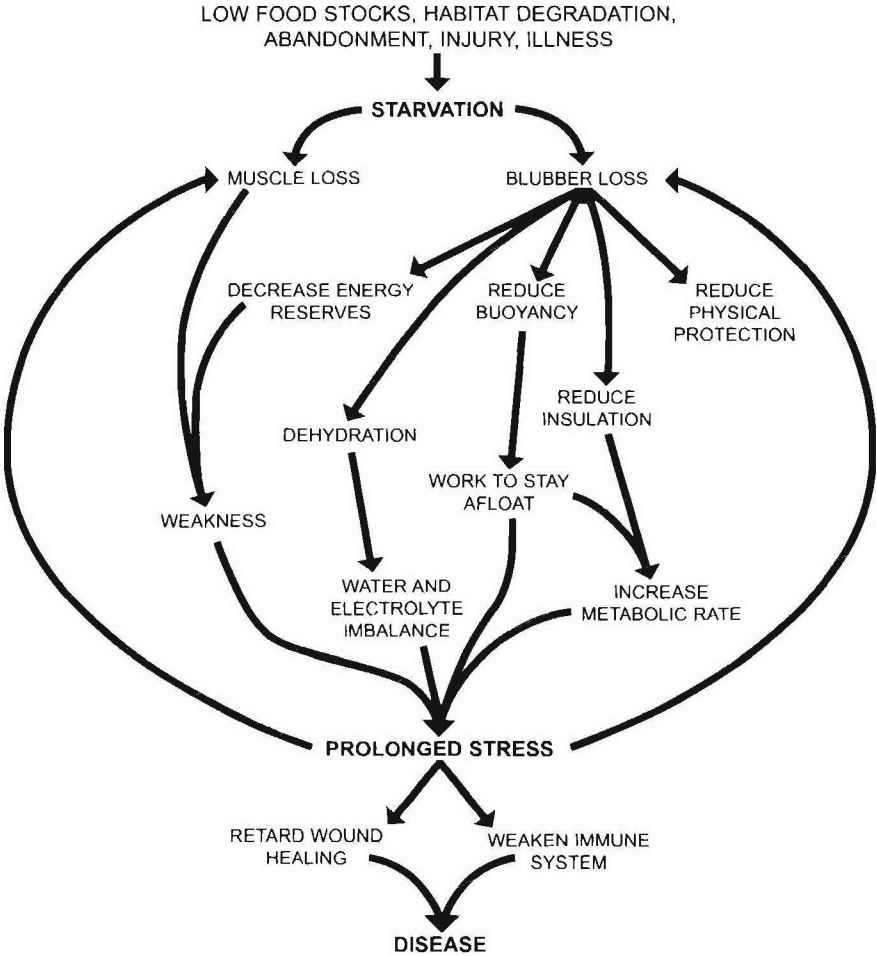 LOW FOOD STOCKS, HABITAT DEGRADATION,
ABANDONMENT, INJURY, ILLNESS
STARVATION
MUSCLE LOSS
BLUBBER LOSS
DECREASE ENERGY
RESERVES
REDUCE
BUOYANCY
REDUCE
PHYSICAL
PROTECTION
REDUCE
INSULATION
DEHYDRATION
WORK TO STAY
AFLOAT
WEAKNESS
WATER AND
ELECTROLYTE
IMBALANCE
INCREASE
METABOLIC RATE
PROLONGED STRESS
RETARD WOUND
HEALING
WEAKEN IMMUNE
SYSTEM
DISEASE